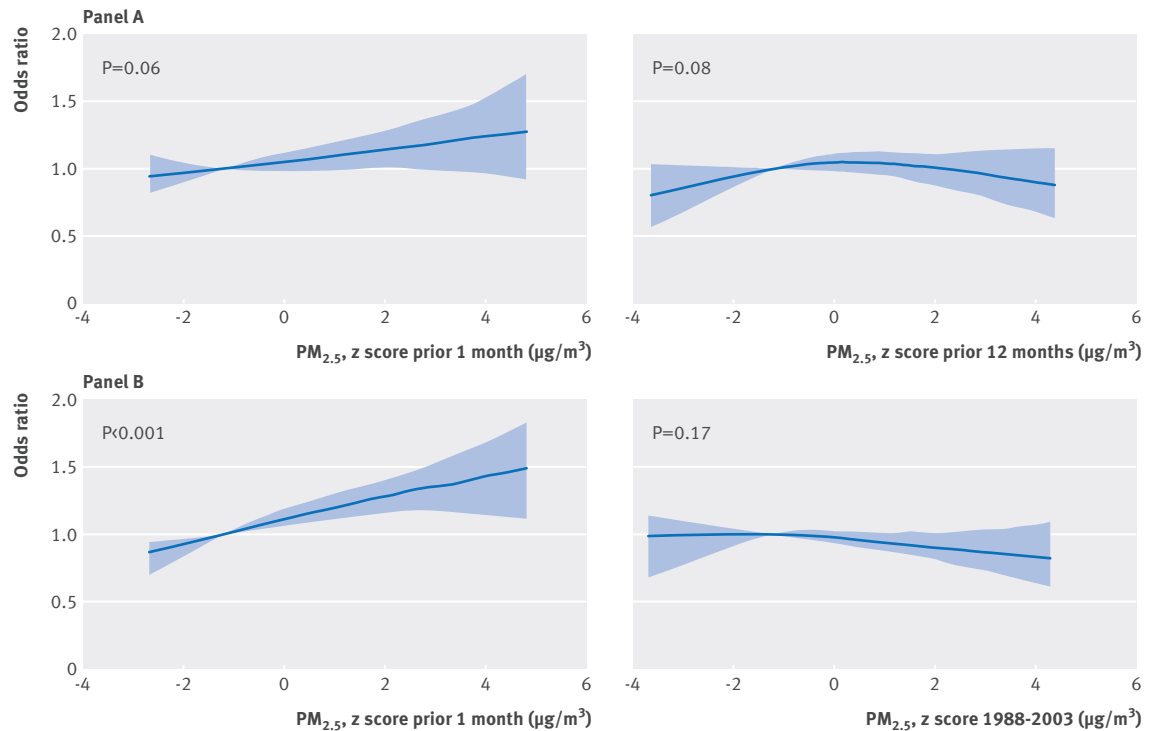 Panel A
Odds ratio
2.0
1.5
1.0
0.5
0
P=0.06
-4 -2 0 2 4 6
PM2.5, z score prior 1 month (µg/m³)
P=0.08
-4 -2 0 2 4 6
PM2.5, z score prior 12 months (µg/m³)
Panel B
Odds ratio
2.0
1.5
1.0
0.5
0
P<0.001
-4 -2 0 2 4 6
PM2.5, z score prior 1 month (µg/m³)
P=0.17
-4 -2 0 2 4 6
PM2.5, z score 1988-2003 (µg/m³)